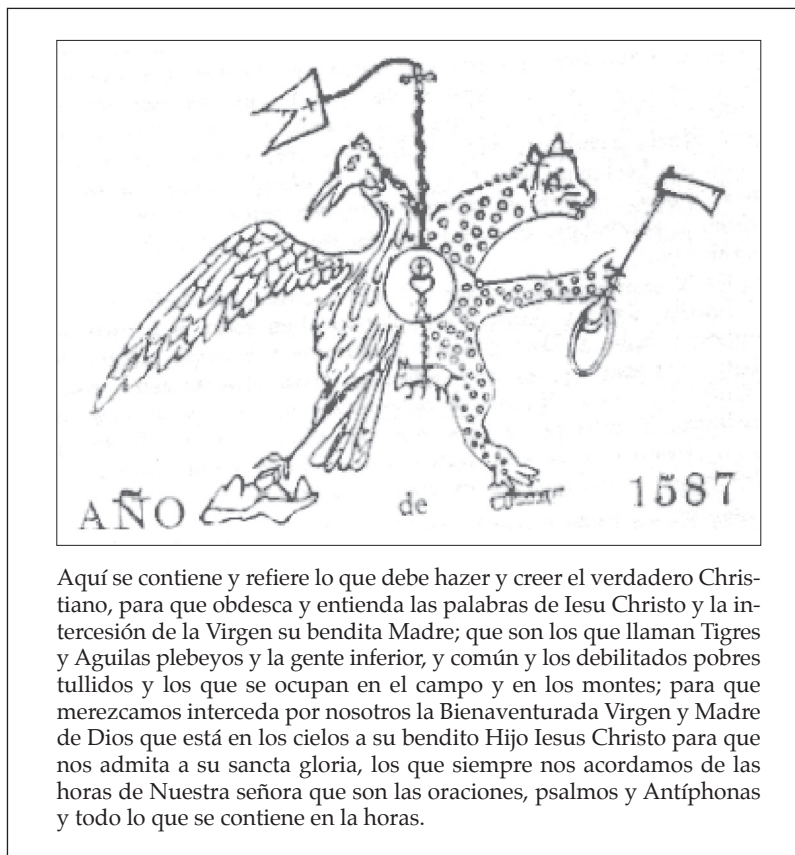 AÑO de 1587
Aquí se contiene y refiere lo que debe hazer y creer el verdadero Chris-
tiano, para que obdesca y entienda las palabras de Iesu Christo y la in-
tercesión de la Virgen su bendita Madre; que son los que llaman Tigres
y Aguilas plebeyos y la gente inferior, y común y los debilitados pobres
tullidos y los que se ocupan en el campo y en los montes; para que
merezcamos interceda por nosotros la Bienaventurada Virgen y Madre
de Dios que está en los cielos a su bendito Hijo Iesus Christo para que
nos admita a su sancta gloria, los que siempre nos acordamos de las
horas de Nuestra señora que son las oraciones, psalmos y Antíphonas
y todo lo que se contiene en la horas.